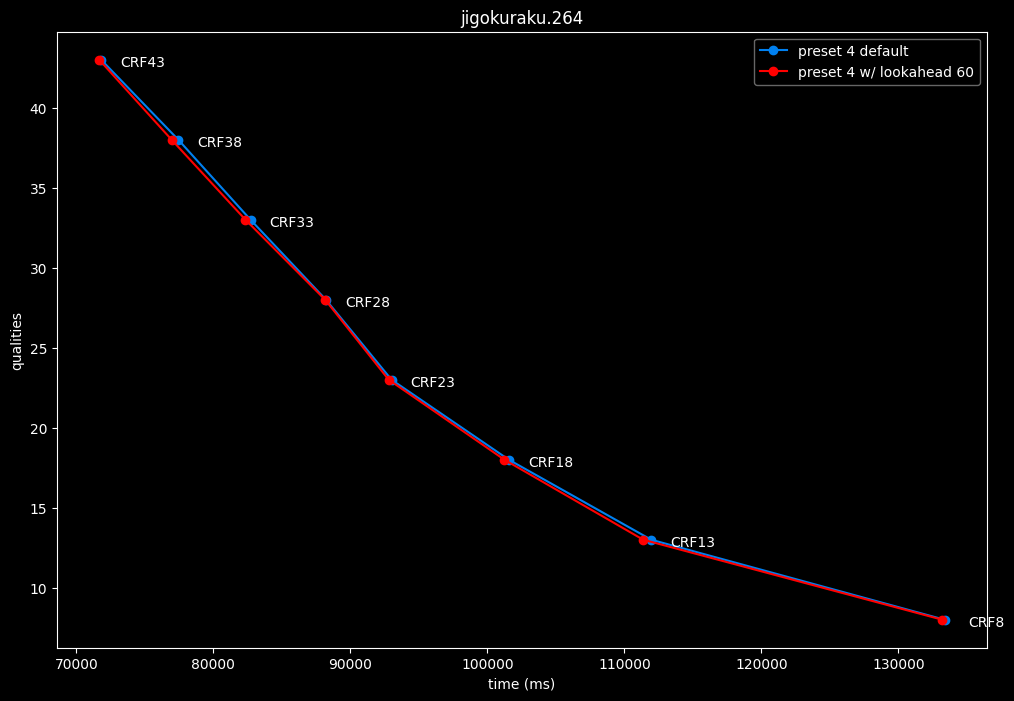 jigokuraku.264
preset 4 default
preset 4 w/ lookahead 60
CRF43
CRF38
CRF33
CRF28
CRF23
CRF18
CRF13
CRF8
qualities
40
35
30
25
20
15
10
70000 80000 90000 100000 110000 120000 130000
time (ms)